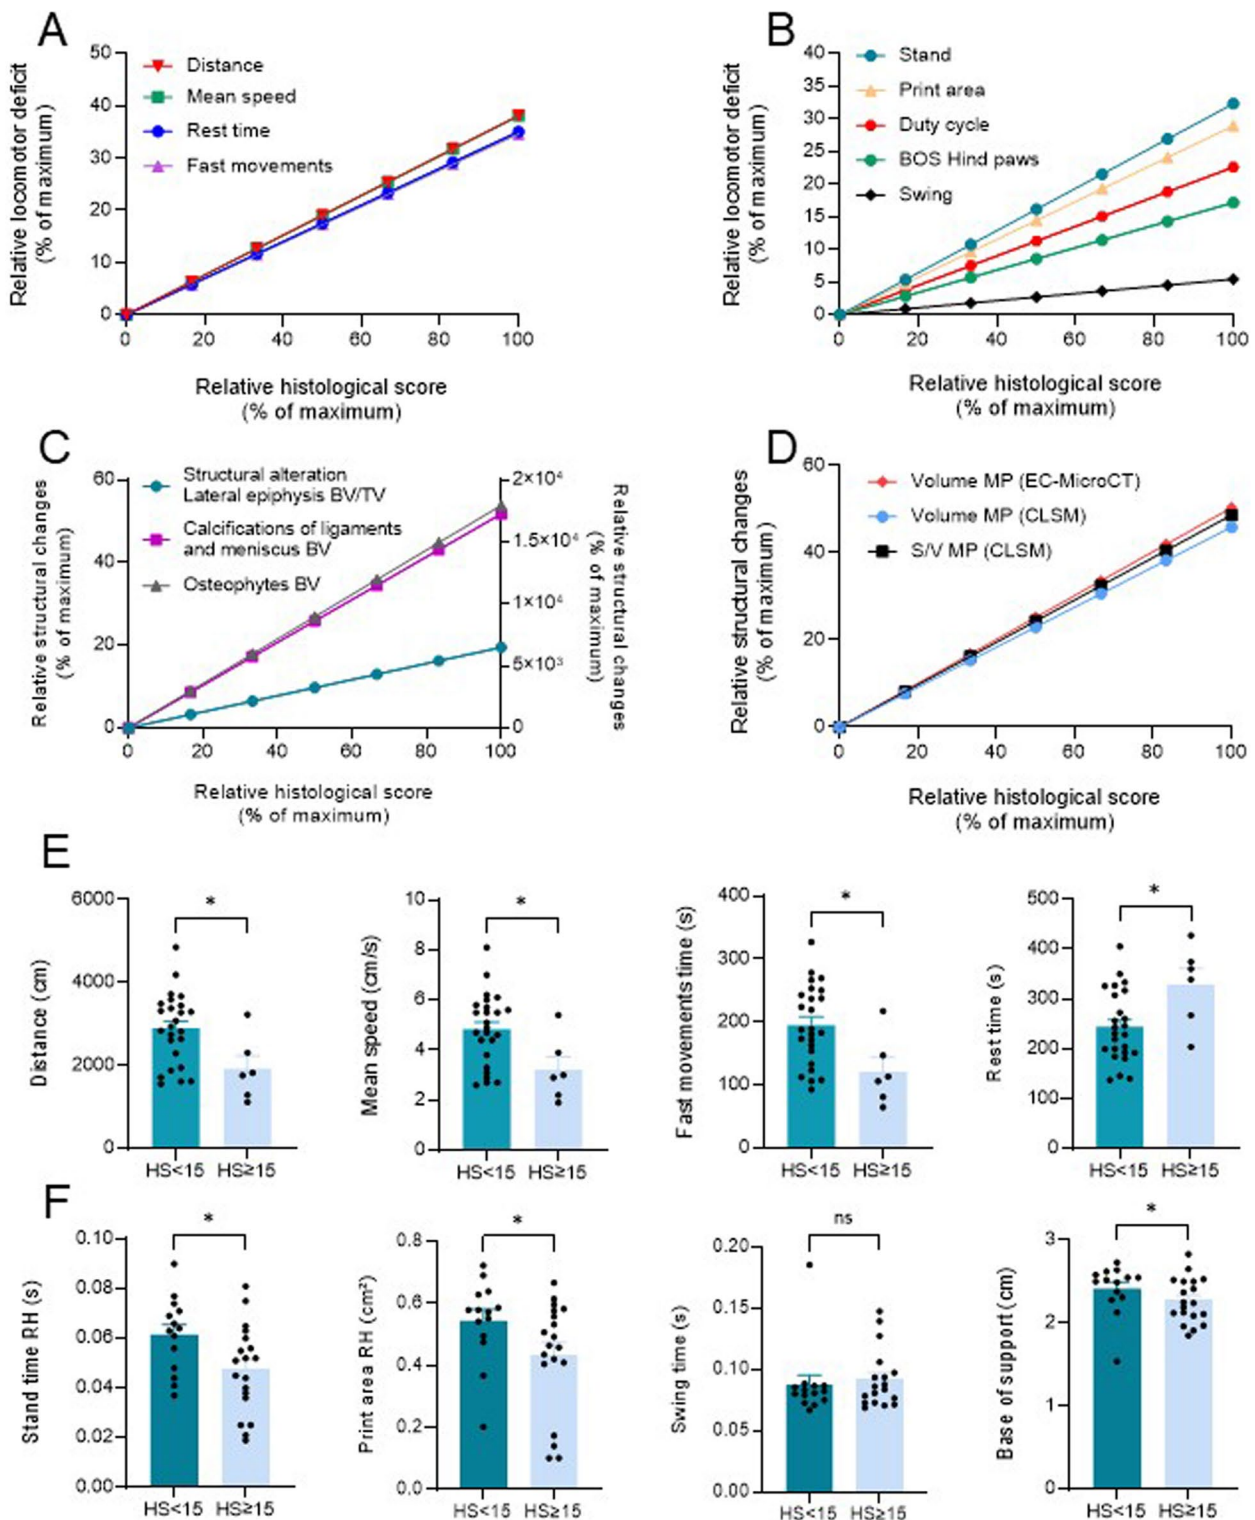 A
Relative locomotor deficit
(% of maximum)
50
40
30
20
10
0
Distance
Mean speed
Rest time
Fast movements
0 20 40 60 80 100
Relative histological score
(% of maximum)
B
Relative locomotor deficit
(% of maximum)
40
35
30
25
20
15
10
5
0
Stand
Print area
Duty cycle
BOS Hind paws
Swing
0 20 40 60 80 100
Relative histological score
(% of maximum)
C
Relative structural changes
(% of maximum)
60
40
20
0
Structural alteration
Lateral epiphysis BV/TV
Calcifications of ligaments
and meniscus BV
Osteophytes BV
2×10⁴
1.5×10⁴
1×10⁴
5×10³
0
Relative structural changes
(% of maximum)
0 20 40 60 80 100
Relative histological score
(% of maximum)
D
Relative structural changes
(% of maximum)
60
40
20
0
Volume MP (EC-MicroCT)
Volume MP (CLSM)
S/V MP (CLSM)
0 20 40 60 80 100
Relative histological score
(% of maximum)
E
Distance (cm)
6000
4000
2000
0
*
HS<15 HS≥15
Mean speed (cm/s)
10
8
6
4
2
0
*
HS<15 HS≥15
Fast movements time (s)
400
300
200
100
0
*
HS<15 HS≥15
Rest time (s)
500
400
300
200
100
0
*
HS<15 HS≥15
F
Stand time RH (s)
0.10
0.08
0.06
0.04
0.02
0.00
*
HS<15 HS≥15
Print area RH (cm²)
0.8
0.6
0.4
0.2
0.0
*
HS<15 HS≥15
Swing time (s)
0.20
0.15
0.10
0.05
0.00
ns
HS<15 HS≥15
Base of support (cm)
3
2
1
0
*
HS<15 HS≥15